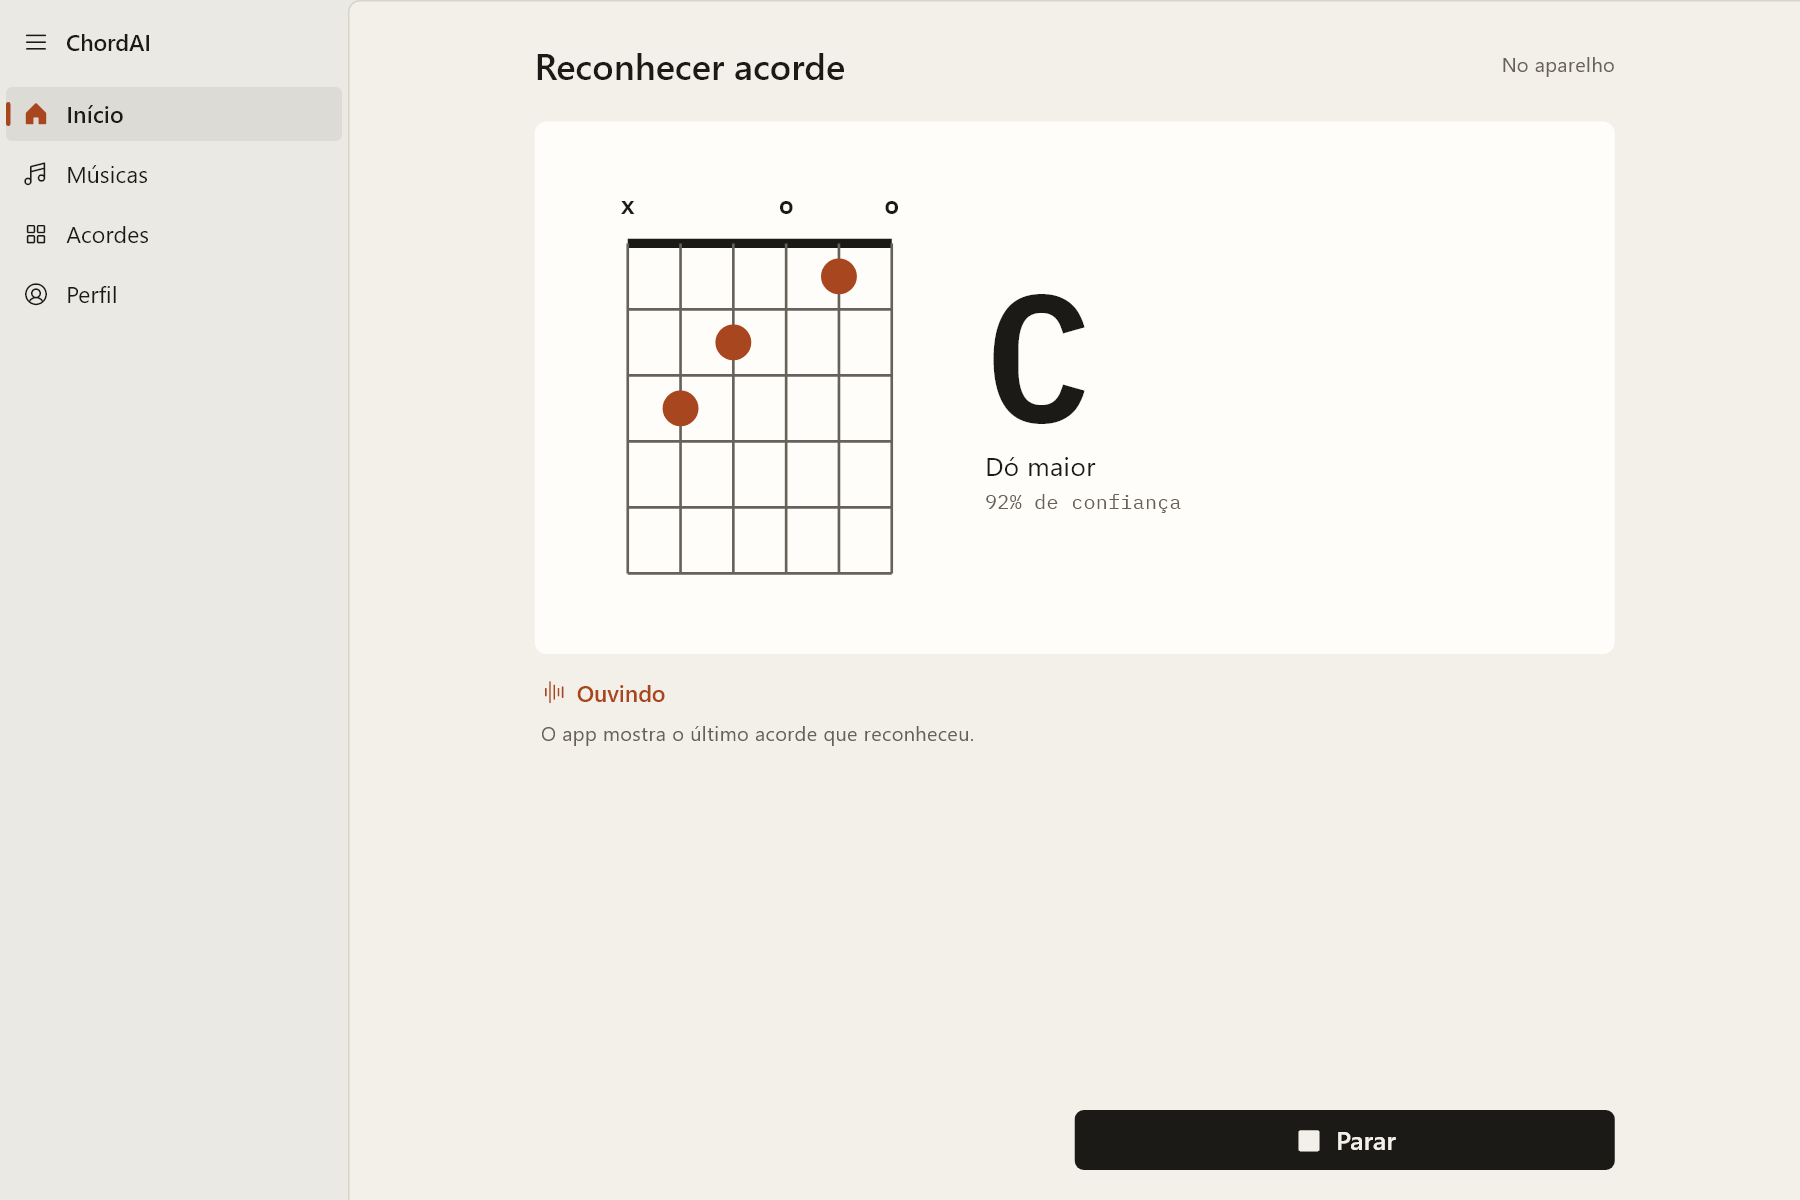 ChordAI
Início
Músicas
Acordes
Perfil
Reconhecer acorde
No aparelho
x o o
C
Dó maior
92% de confiança
Ouvindo
O app mostra o último acorde que reconheceu.
Parar